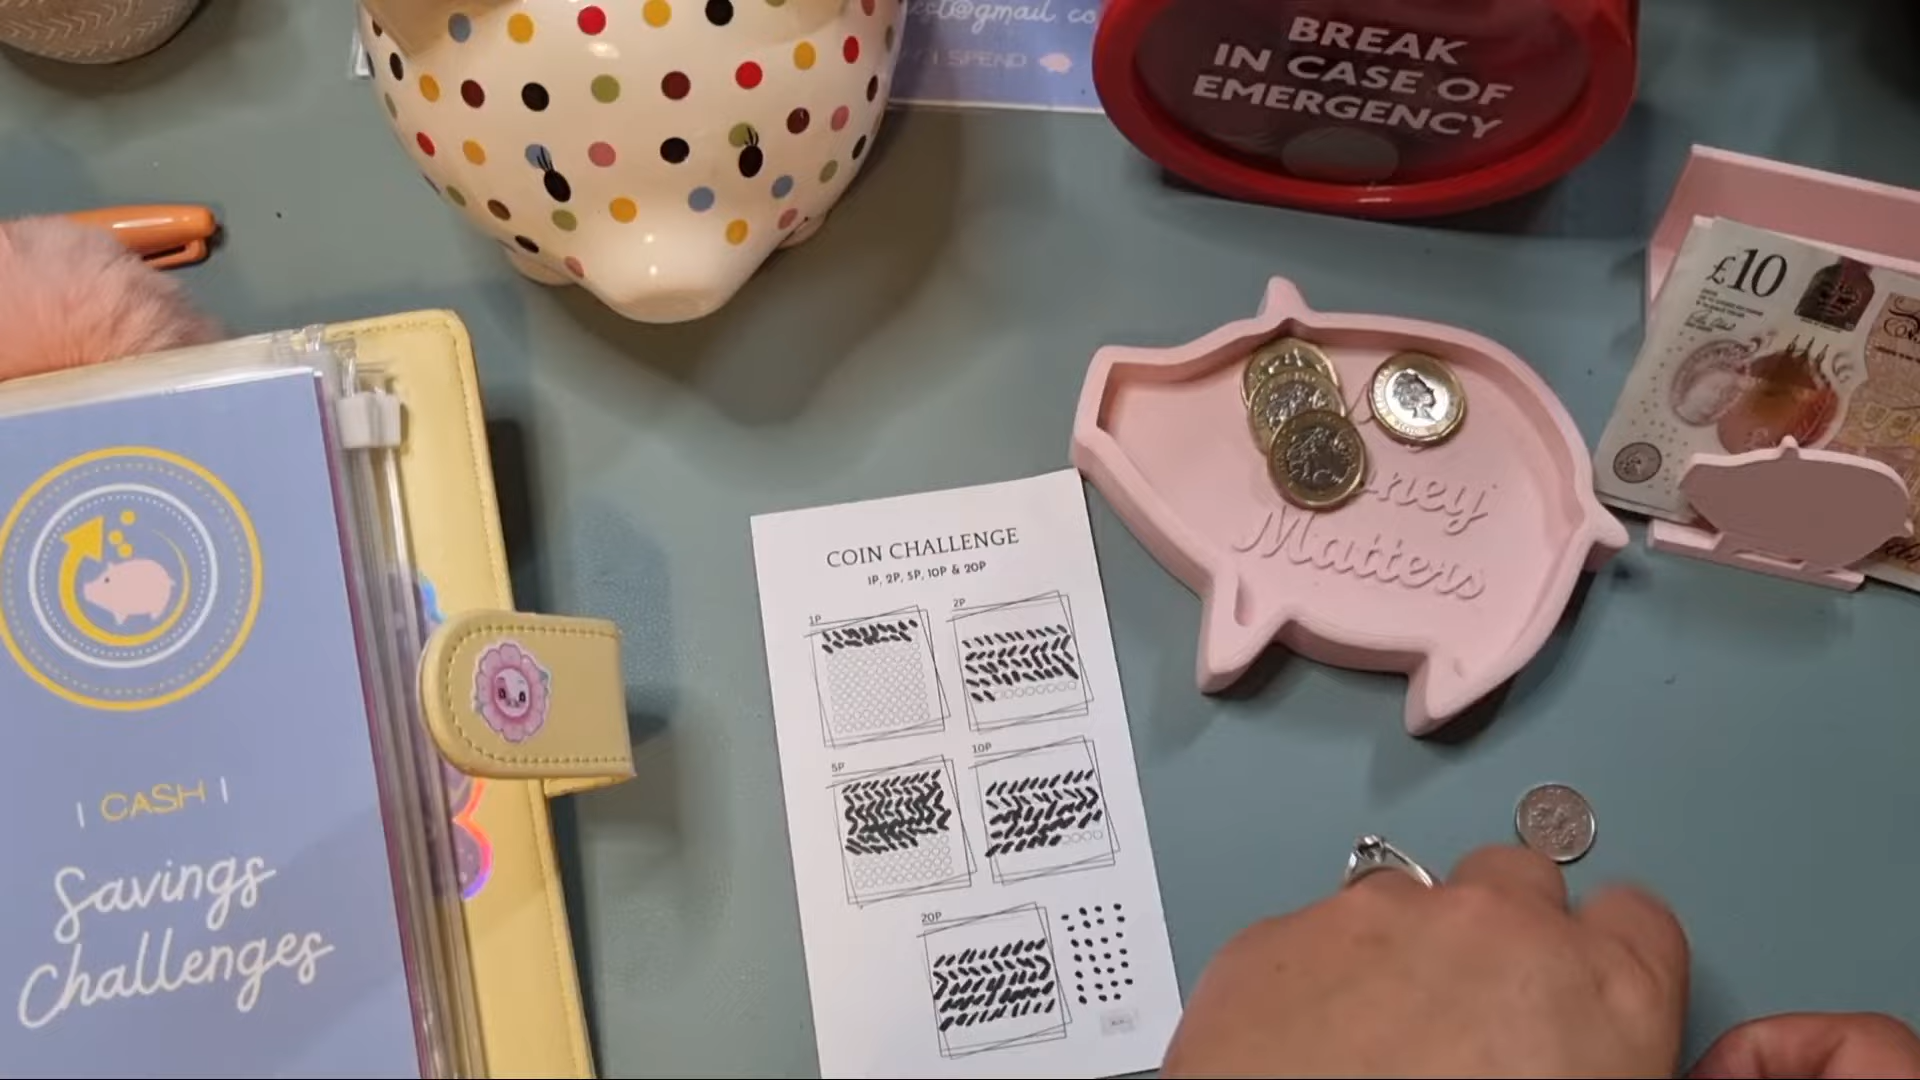 BREAK
IN CASE OF
EMERGENCY
I SPEND
£10
Matters
COIN CHALLENGE
1P, 2P, 5P, 10P & 20P
1P
2P
5P
10P
20P
| CASH |
Savings
Challenges